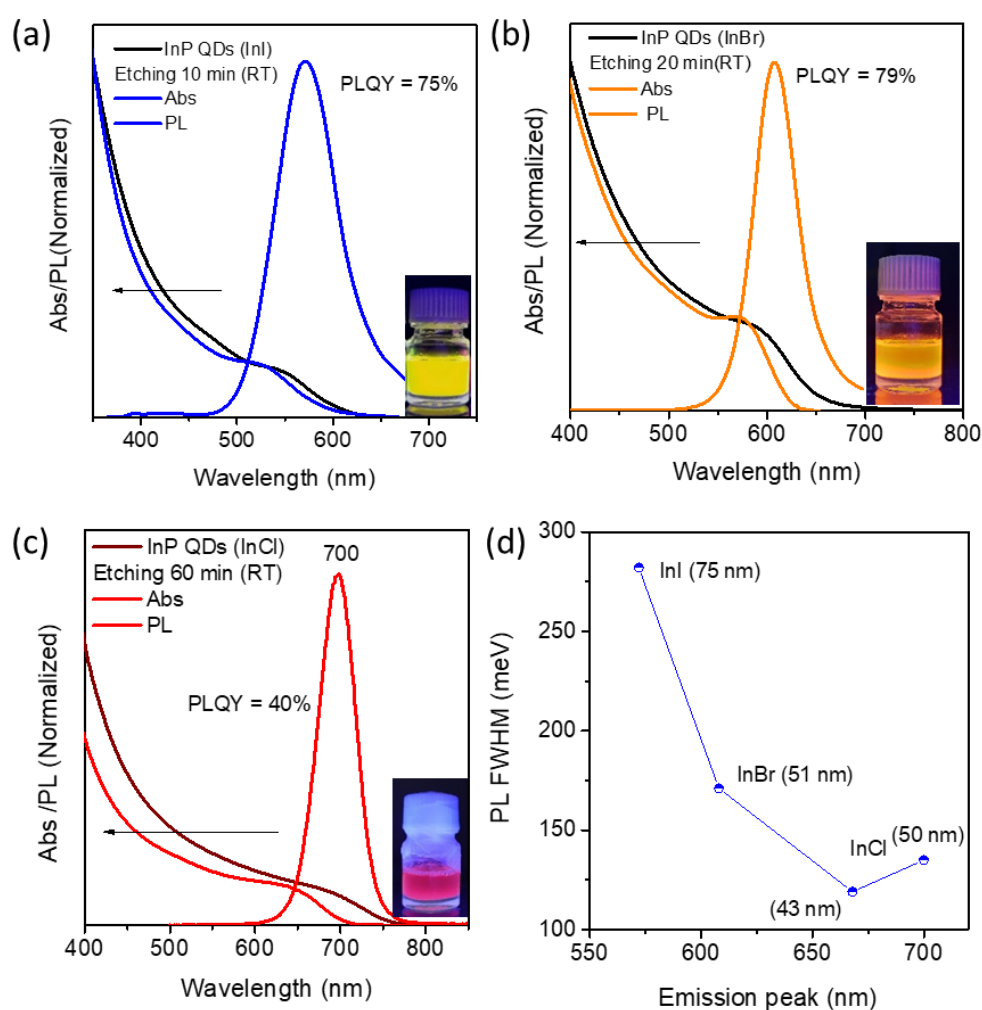 (a)
InP QDs (InI)
Etching 10 min (RT)
Abs
PL
PLQY = 75%
Abs/PL(Normalized)
400 500 600 700
Wavelength (nm)
(b)
InP QDs (InBr)
Etching 20 min(RT)
Abs
PL
PLQY = 79%
Abs/PL (Normalized)
400 500 600 700 800
Wavelength (nm)
(c)
InP QDs (InCl)
Etching 60 min (RT)
Abs
PL
700
PLQY = 40%
Abs /PL (Normalized)
400 500 600 700 800
Wavelength (nm)
(d)
300
250
200
150
100
PL FWHM (meV)
InI (75 nm)
InBr (51 nm)
InCl (50 nm)
(43 nm)
550 600 650 700
Emission peak (nm)